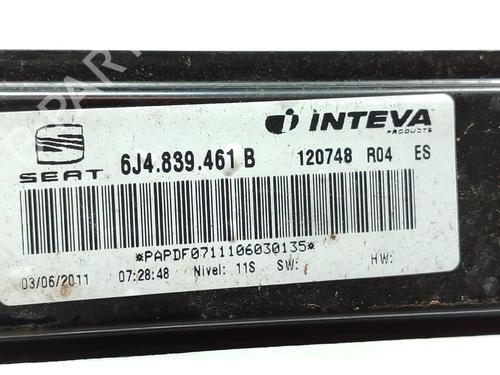 INTEVA
PRODUCTS
SEAT
6J4.839.461 B
120748 R04 ES
*PAPDF0711106030135*
03/06/2011 07:28:48 Nivel: 11S SW: HW: